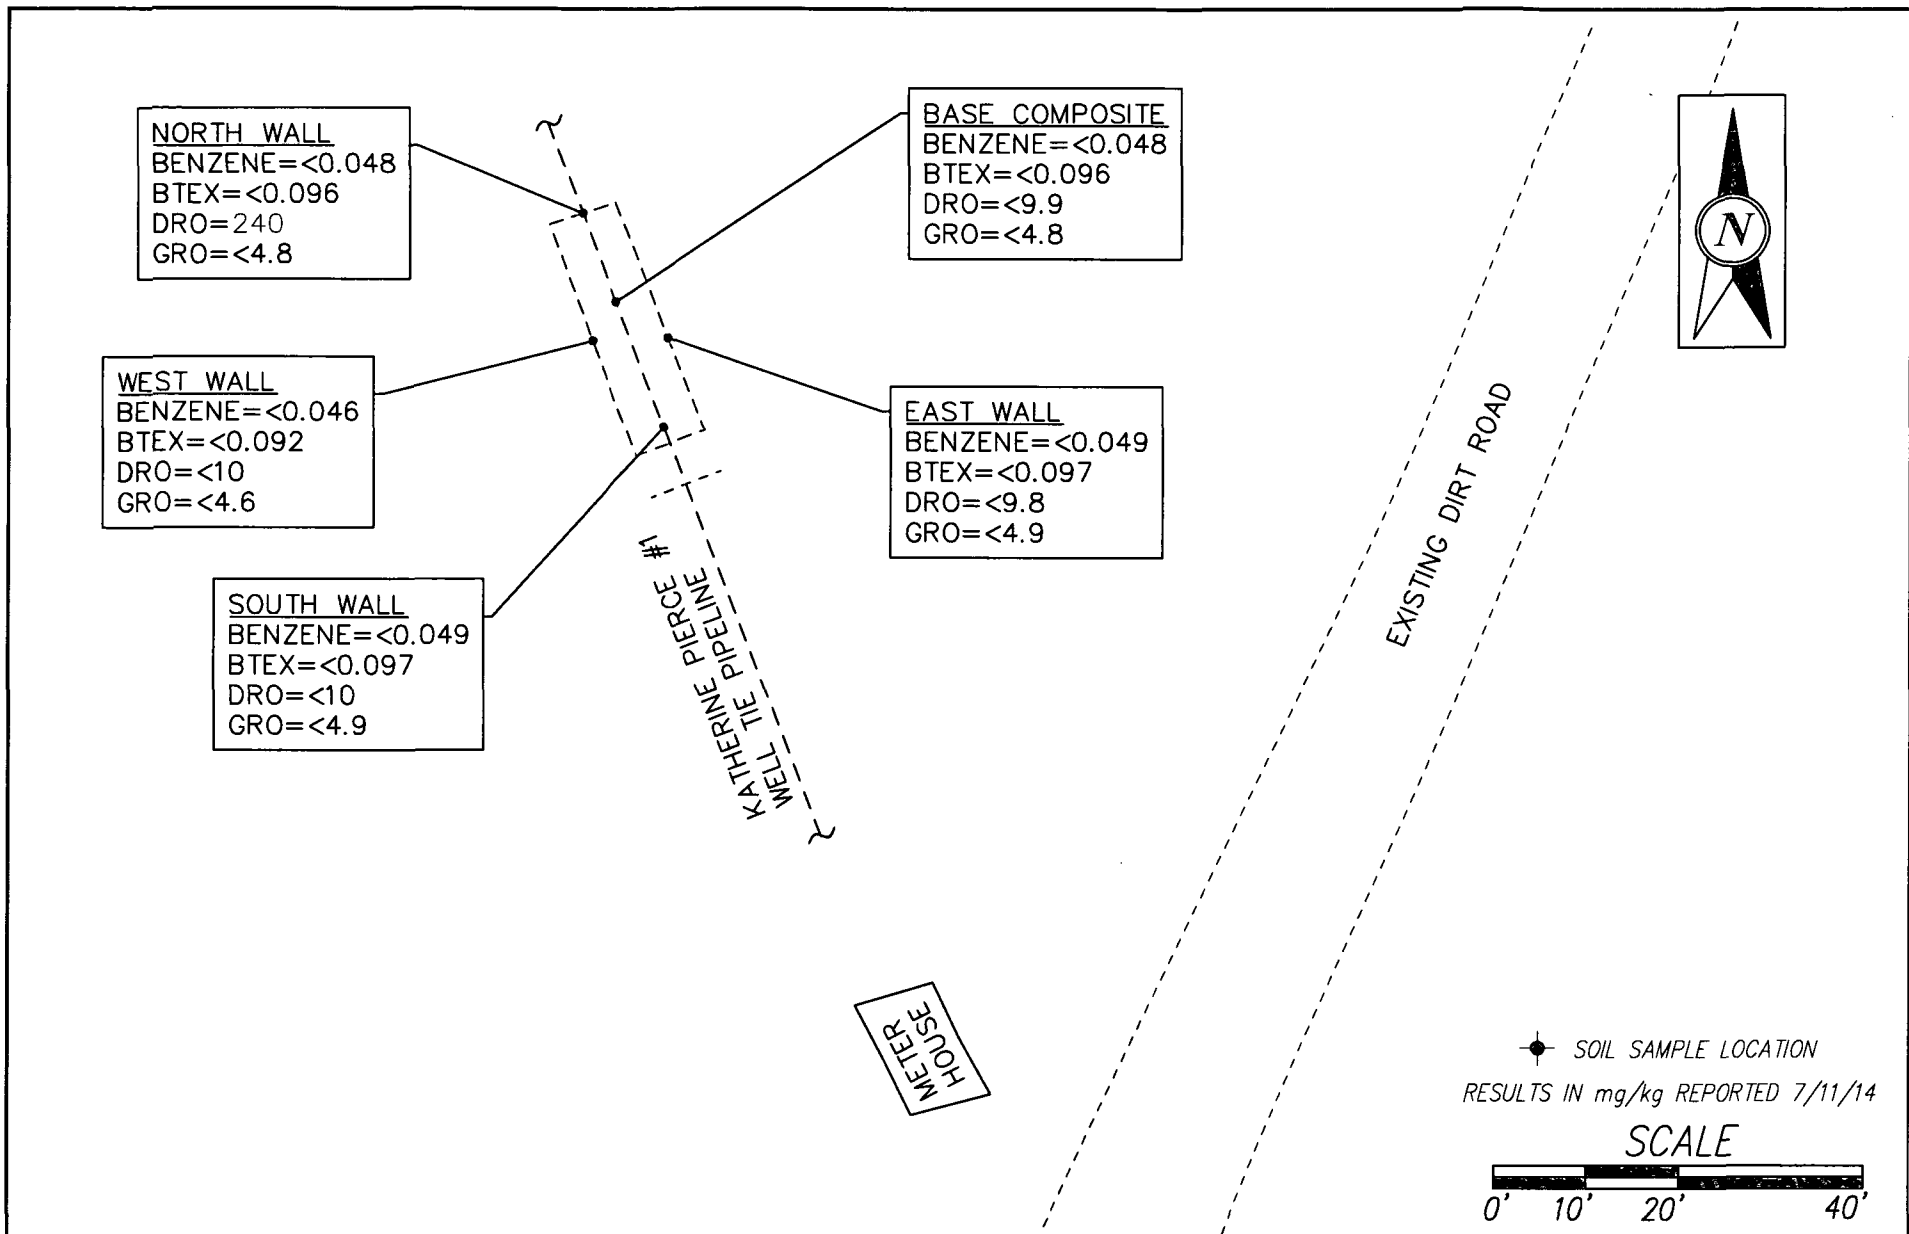 NORTH WALL
BENZENE=<0.048
BTEX=<0.096
DRO=240
GRO=<4.8
BASE COMPOSITE
BENZENE=<0.048
BTEX=<0.096
DRO=<9.9
GRO=<4.8
N
WEST WALL
BENZENE=<0.046
BTEX=<0.092
DRO=<10
GRO=<4.6
EAST WALL
BENZENE=<0.049
BTEX=<0.097
DRO=<9.8
GRO=<4.9
SOUTH WALL
BENZENE=<0.049
BTEX=<0.097
DRO=<10
GRO=<4.9
KATHERINE PIERCE #1
WELL TIE PIPELINE
EXISTING DIRT ROAD
METER
HOUSE
SOIL SAMPLE LOCATION
RESULTS IN mg/kg REPORTED 7/11/14
SCALE
0' 10' 20' 40'